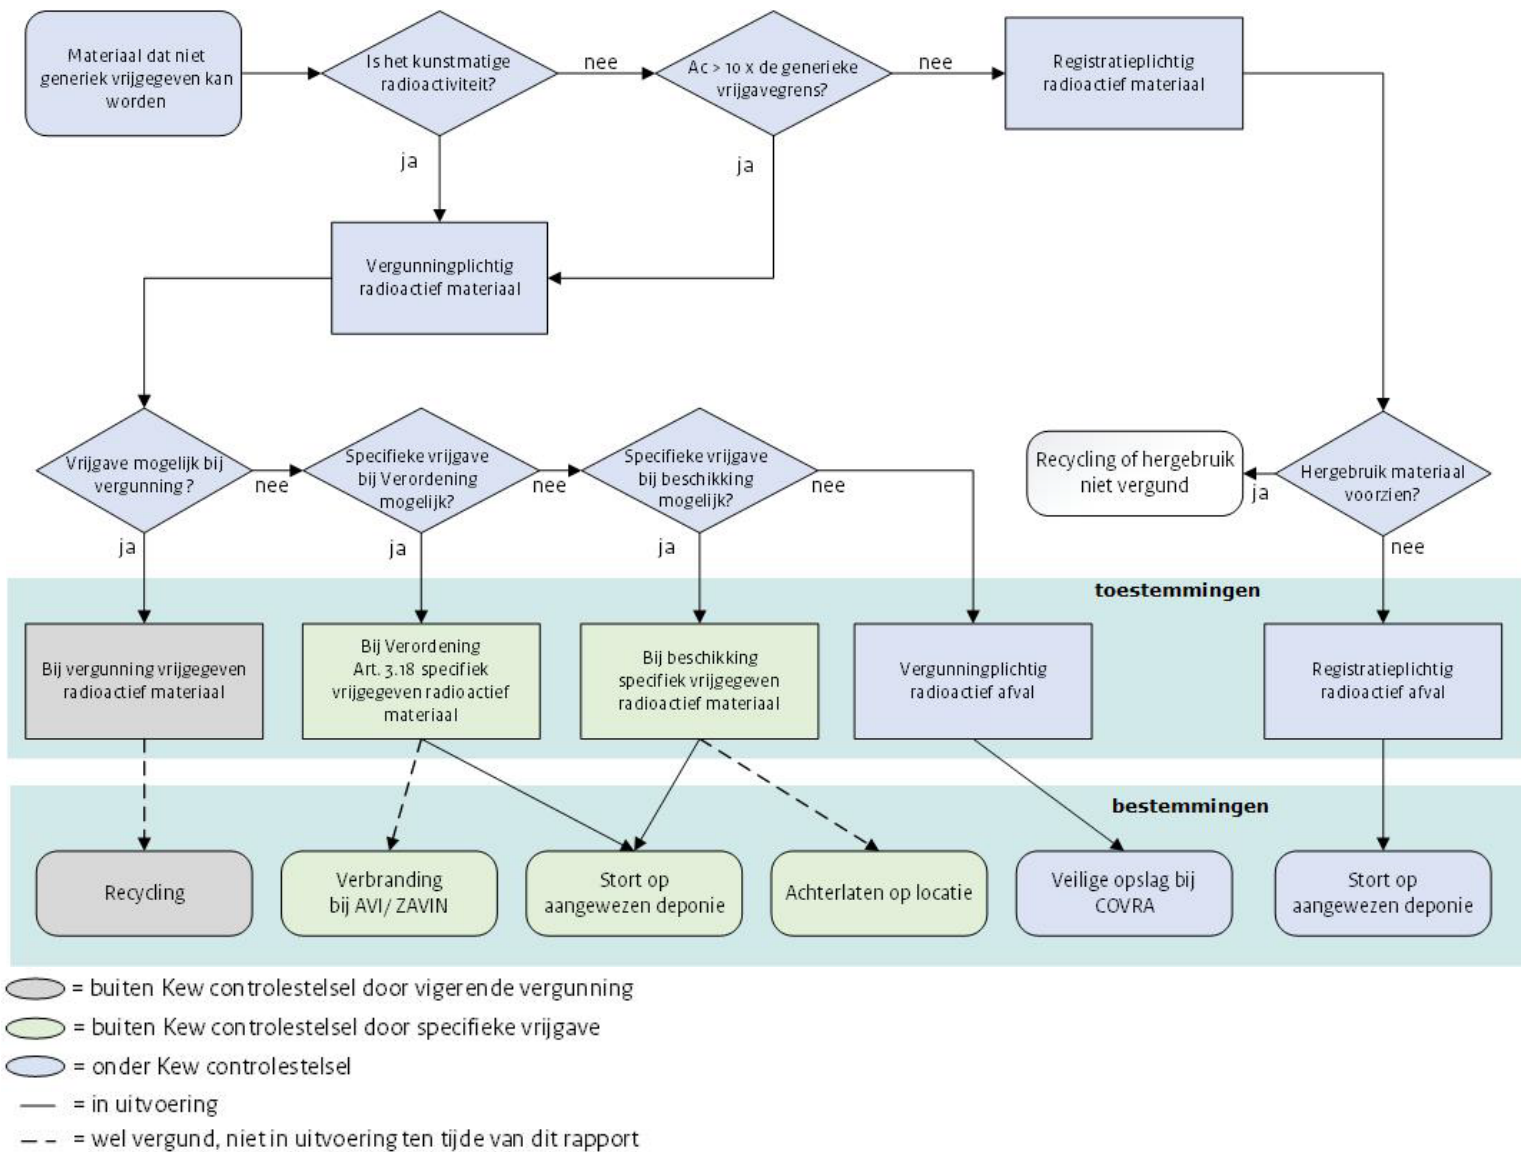 Materiaal dat niet
generiek vrijgegeven kan
worden
Is het kunstmatige
radioactiviteit?
nee
Ac > 10 x de generieke
vrijgavegrens?
nee
Registratieplichtig
radioactief materiaal
ja
ja
Vergunningplichtig
radioactief materiaal
Vrijgave mogelijk bij
vergunning?
nee
Specifieke vrijgave
bij Verordening
mogelijk?
nee
Specifieke vrijgave
bij beschikking
mogelijk?
nee
Recycling of hergebruik
niet vergund
ja
Hergebruik materiaal
voorzien?
ja
ja
ja
nee
toestemmingen
Bij vergunning vrijgegeven
radioactief materiaal
Bij Verordening
Art. 3.18 specifiek
vrijgegeven radioactief
materiaal
Bij beschikking
specifiek vrijgegeven
radioactief materiaal
Vergunningplichtig
radioactief afval
Registratieplichtig
radioactief afval
bestemmingen
Recycling
Verbranding
bij AVI/ ZAVIN
Stort op
aangewezen deponie
Achterlaten op locatie
Veilige opslag bij
COVRA
Stort op
aangewezen deponie
= buiten Kew controlestelsel door vigerende vergunning
= buiten Kew controlestelsel door specifieke vrijgave
= onder Kew controlestelsel
= in uitvoering
= wel vergund, niet in uitvoering ten tijde van dit rapport